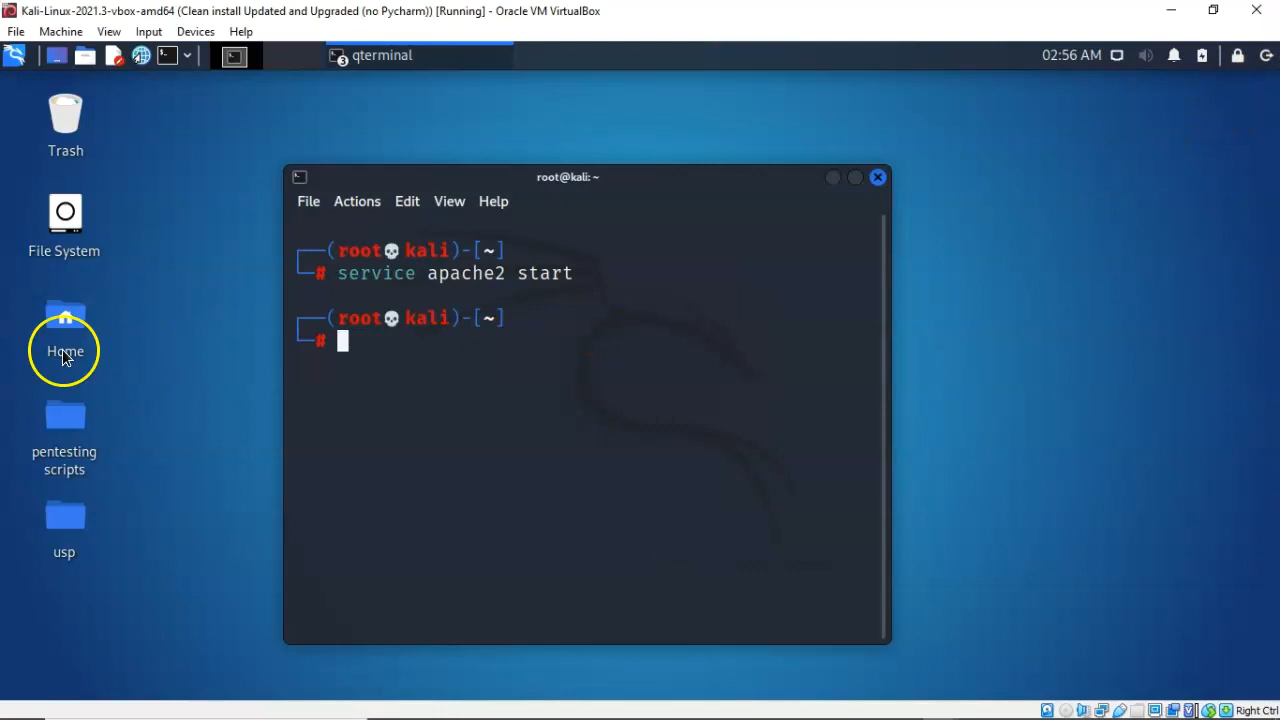 Kali-Linux-2021.3-vbox-amd64 (Clean install Updated and Upgraded (no Pycharm)) [Running] - Oracle VM VirtualBox
File Machine View Input Devices Help
qterminal
02:56 AM
Trash
File System
Home
pentesting
scripts
usp
root@kali: ~
File Actions Edit View Help
(root💀kali)-[~]
# service apache2 start
(root💀kali)-[~]
#
Right Ctrl